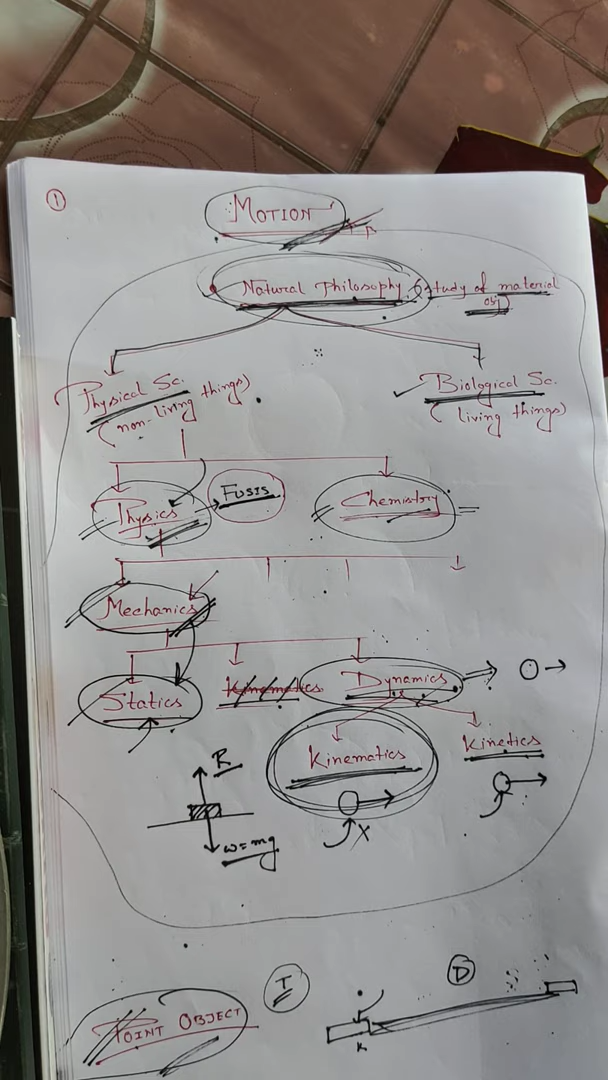 ①
MOTION
Natural Philosophy → Study of material obj
Physical Sc. Biological Sc.
(non-living things) (living things)
Physics → FUSIS Chemistry
Mechanics
Statics Kinematics Dynamics
Kinematics Kinetics
R
X
w=mg
I D
POINT OBJECT